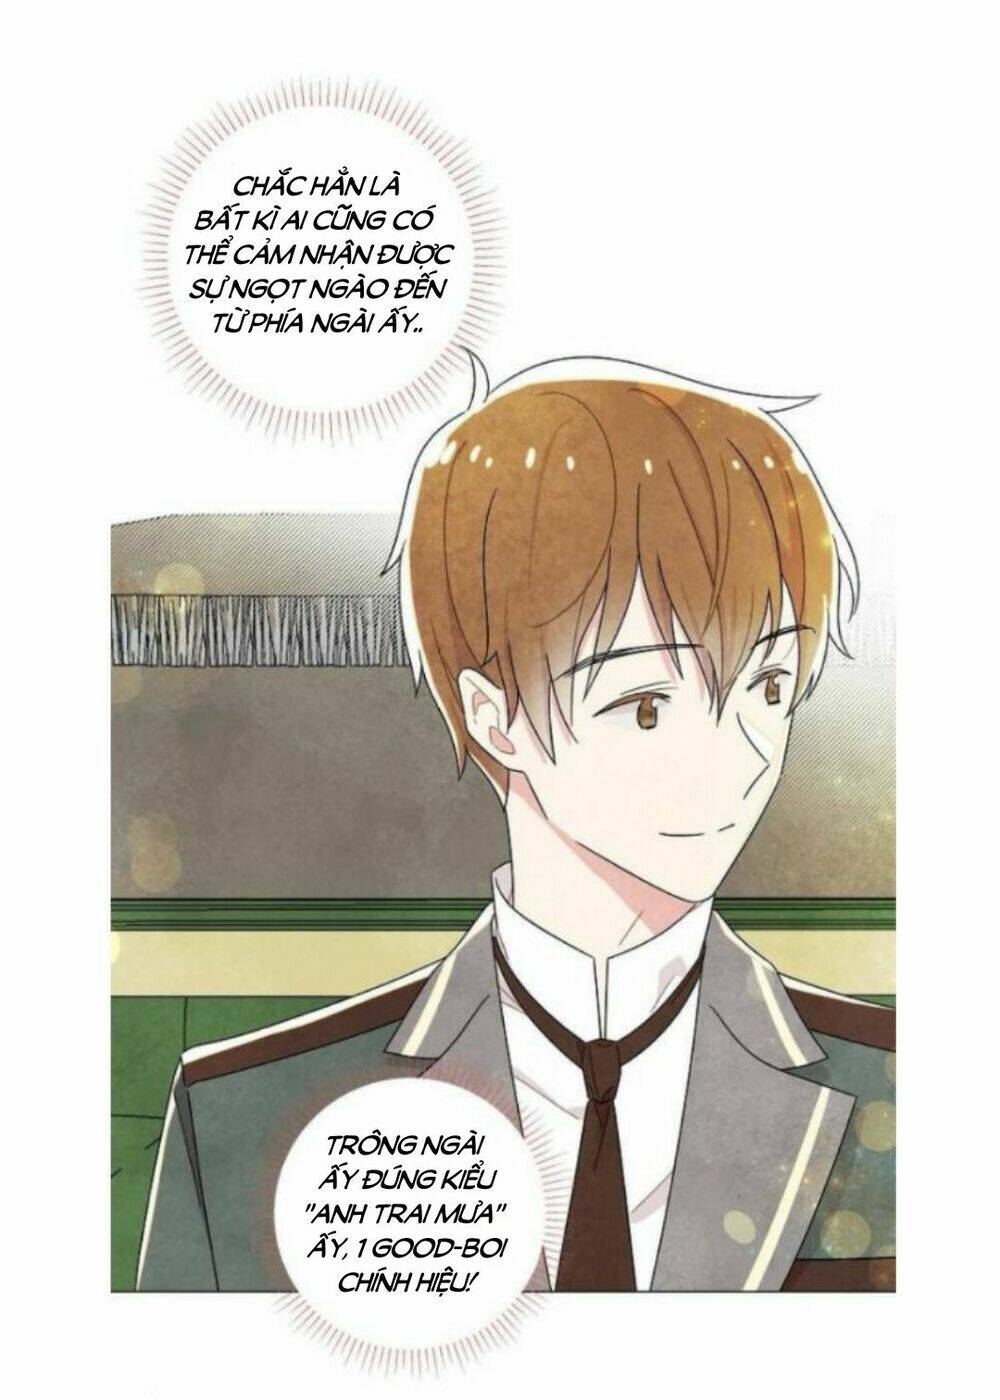 CHẮC HẲN LÀ
BẤT KÌ AI CŨNG CÓ
THỂ CẢM NHẬN ĐƯỢC
SỰ NGỌT NGÀO ĐẾN
TỪ PHÍA NGÀI ẤY..
TRÔNG NGÀI
ẤY ĐÚNG KIỂU
"ANH TRAI MƯA"
ẤY, 1 GOOD-BOI
CHÍNH HIỆU!